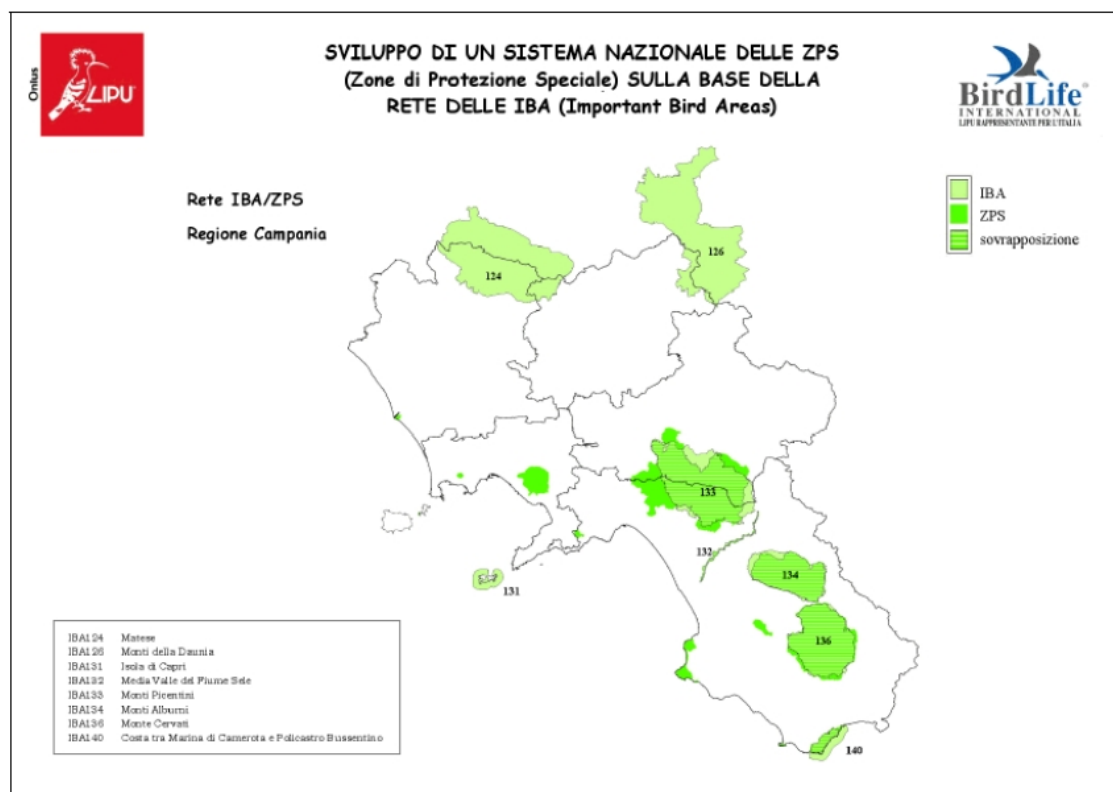 Onlus
LIPU
SVILUPPO DI UN SISTEMA NAZIONALE DELLE ZPS
(Zone di Protezione Speciale) SULLA BASE DELLA
RETE DELLE IBA (Important Bird Areas)
BirdLife
INTERNATIONAL
LIPU RAPPRESENTANTE PER L'ITALIA
Rete IBA/ZPS
Regione Campania
IBA
ZPS
sovrapposizione
124
126
133
132
134
131
136
140
IBA124 Matese
IBA126 Monti della Daunia
IBA131 Isola di Capri
IBA132 Media Valle del Fiume Sele
IBA133 Monti Picentini
IBA134 Monti Alburni
IBA136 Monte Cervati
IBA140 Costa tra Marina di Camerota e Policastro Bussentino